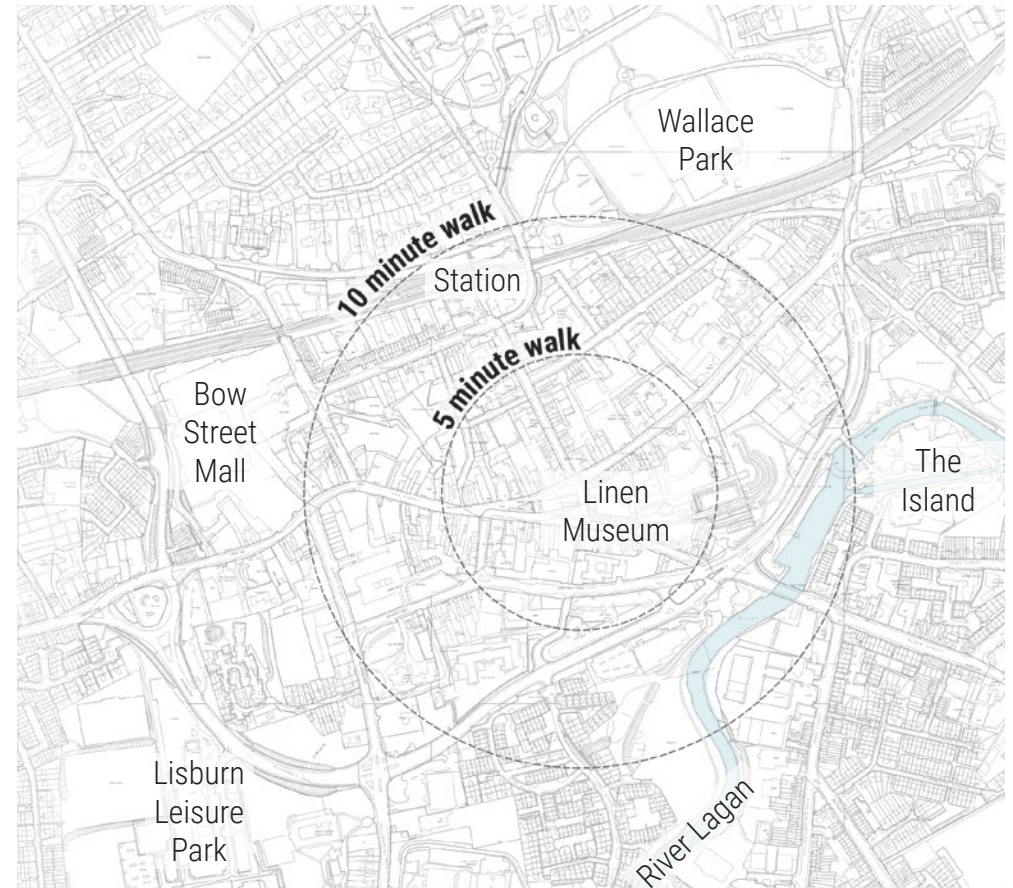 Wallace
Park
10 minute walk
Station
5 minute walk
Bow
Street
Mall
The
Island
Linen
Museum
Lisburn
Leisure
Park
River Lagan